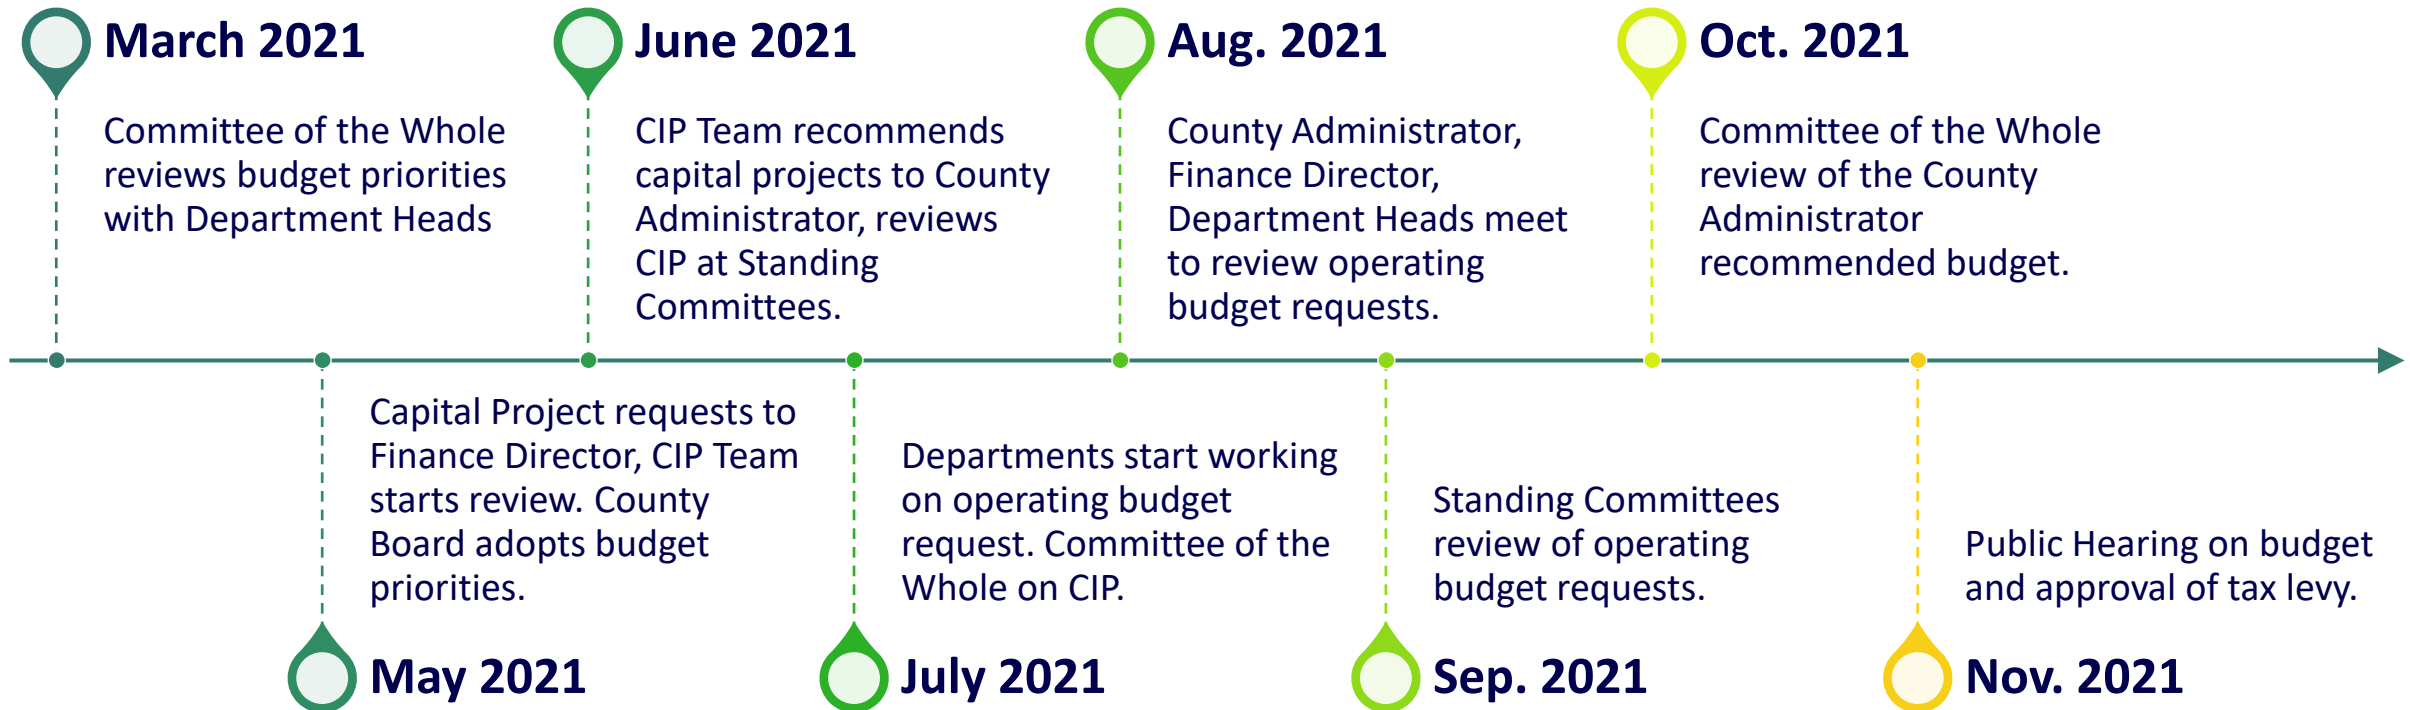 March 2021
Committee of the Whole
reviews budget priorities
with Department Heads
May 2021
Capital Project requests to
Finance Director, CIP Team
starts review. County
Board adopts budget
priorities.
June 2021
CIP Team recommends
capital projects to County
Administrator, reviews
CIP at Standing
Committees.
July 2021
Departments start working
on operating budget
request. Committee of the
Whole on CIP.
Aug. 2021
County Administrator,
Finance Director,
Department Heads meet
to review operating
budget requests.
Sep. 2021
Standing Committees
review of operating
budget requests.
Oct. 2021
Committee of the Whole
review of the County
Administrator
recommended budget.
Nov. 2021
Public Hearing on budget
and approval of tax levy.